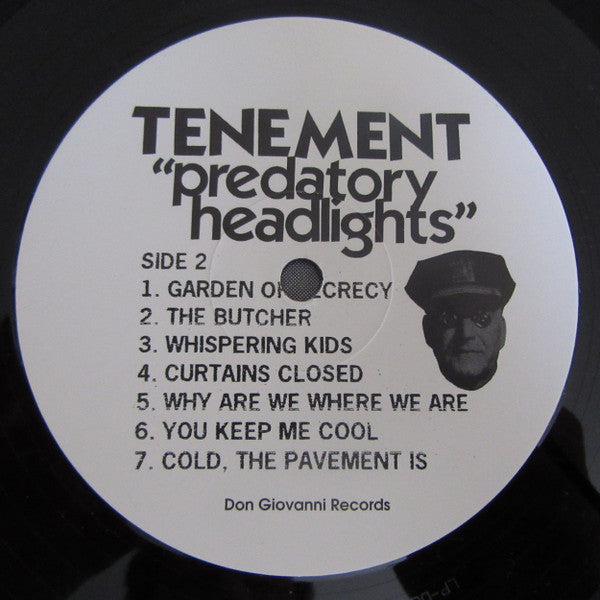 TENEMENT
“predatory
headlights”
SIDE 2
1. GARDEN OF SECRECY
2. THE BUTCHER
3. WHISPERING KIDS
4. CURTAINS CLOSED
5. WHY ARE WE WHERE WE ARE
6. YOU KEEP ME COOL
7. COLD, THE PAVEMENT IS
Don Giovanni Records